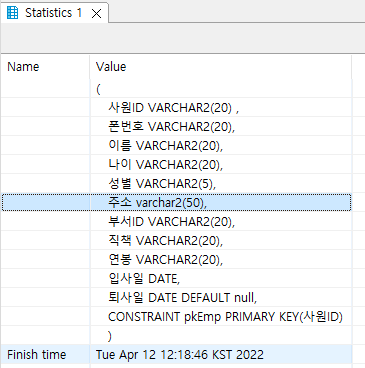 Statistics 1
Name Value
(
사원ID VARCHAR2(20) ,
폰번호 VARCHAR2(20),
이름 VARCHAR2(20),
나이 VARCHAR2(20),
성별 VARCHAR2(5),
주소 varchar2(50),
부서ID VARCHAR2(20),
직책 VARCHAR2(20),
연봉 VARCHAR2(20),
입사일 DATE,
퇴사일 DATE DEFAULT null,
CONSTRAINT pkEmp PRIMARY KEY(사원ID)
)
Finish time Tue Apr 12 12:18:46 KST 2022